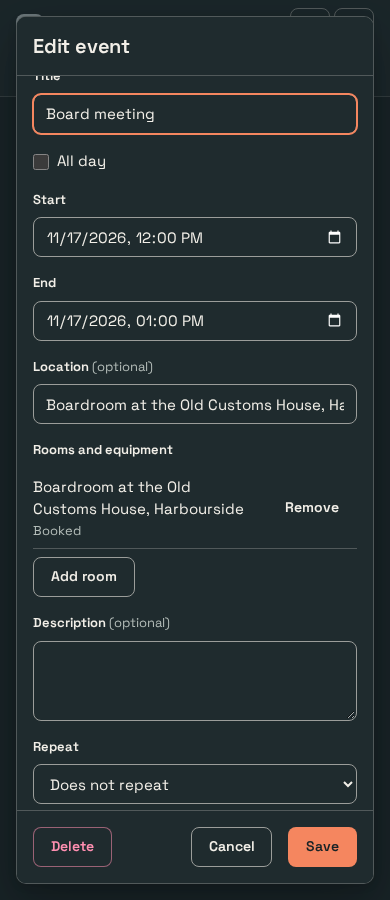 Edit event
Title
Board meeting
All day
Start
11/17/2026, 12:00 PM
End
11/17/2026, 01:00 PM
Location (optional)
Boardroom at the Old Customs House, Ha
Rooms and equipment
Boardroom at the Old
Customs House, Harbourside
Remove
Booked
Add room
Description (optional)
Repeat
Does not repeat
Delete
Cancel
Save